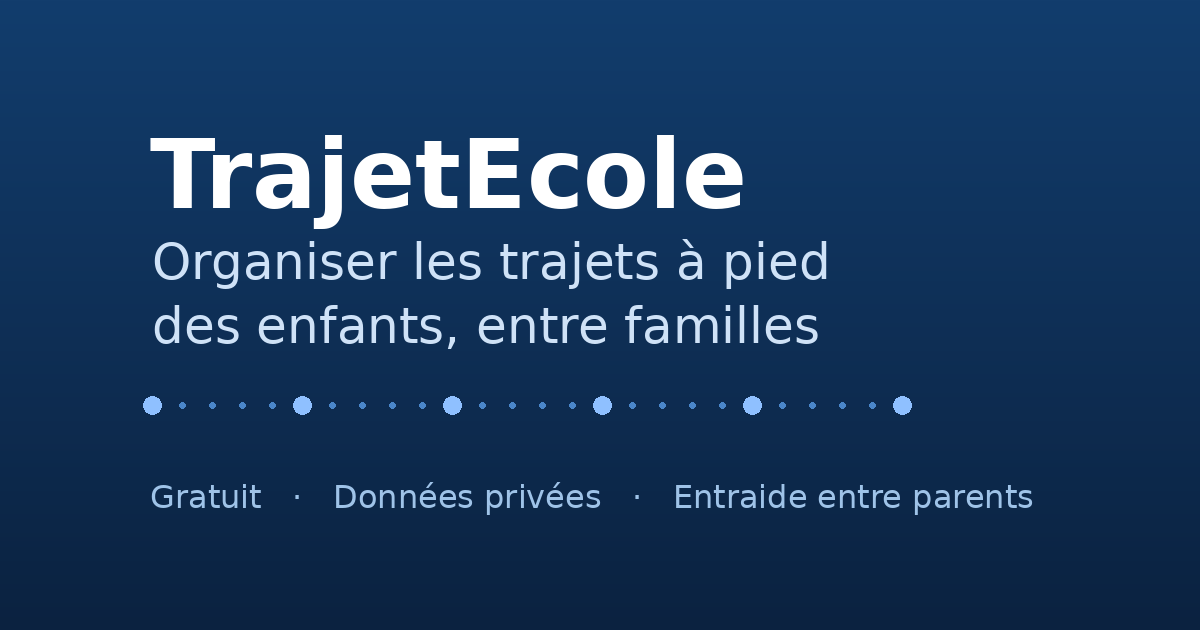 TrajetEcole
Organiser les trajets à pied
des enfants, entre familles
Gratuit · Données privées · Entraide entre parents